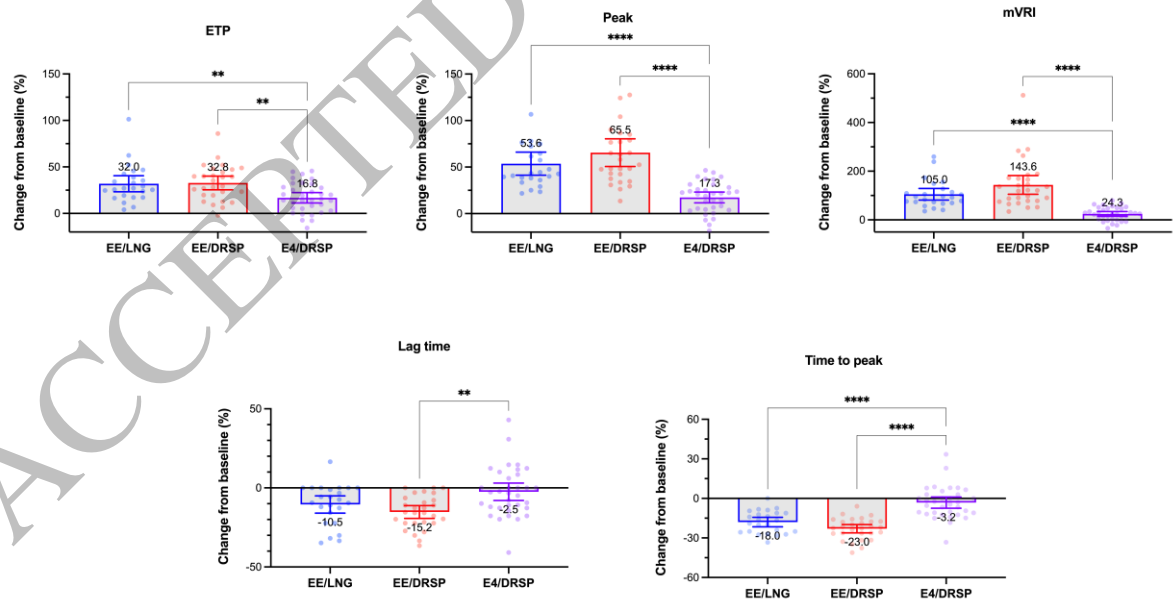 ACCEPTED
ETP
Change from baseline (%)
150
100
50
0
**
**
32.0
32.8
16.8
EE/LNG
EE/DRSP
E4/DRSP
Peak
Change from baseline (%)
150
100
50
0
****
****
53.6
65.5
17.3
EE/LNG
EE/DRSP
E4/DRSP
mVRI
Change from baseline (%)
600
400
200
0
****
****
105.0
143.6
24.3
EE/LNG
EE/DRSP
E4/DRSP
Lag time
Change from baseline (%)
50
0
-50
**
-10.5
-15.2
-2.5
EE/LNG
EE/DRSP
E4/DRSP
Time to peak
Change from baseline (%)
60
30
0
-30
-60
****
****
-18.0
-23.0
-3.2
EE/LNG
EE/DRSP
E4/DRSP